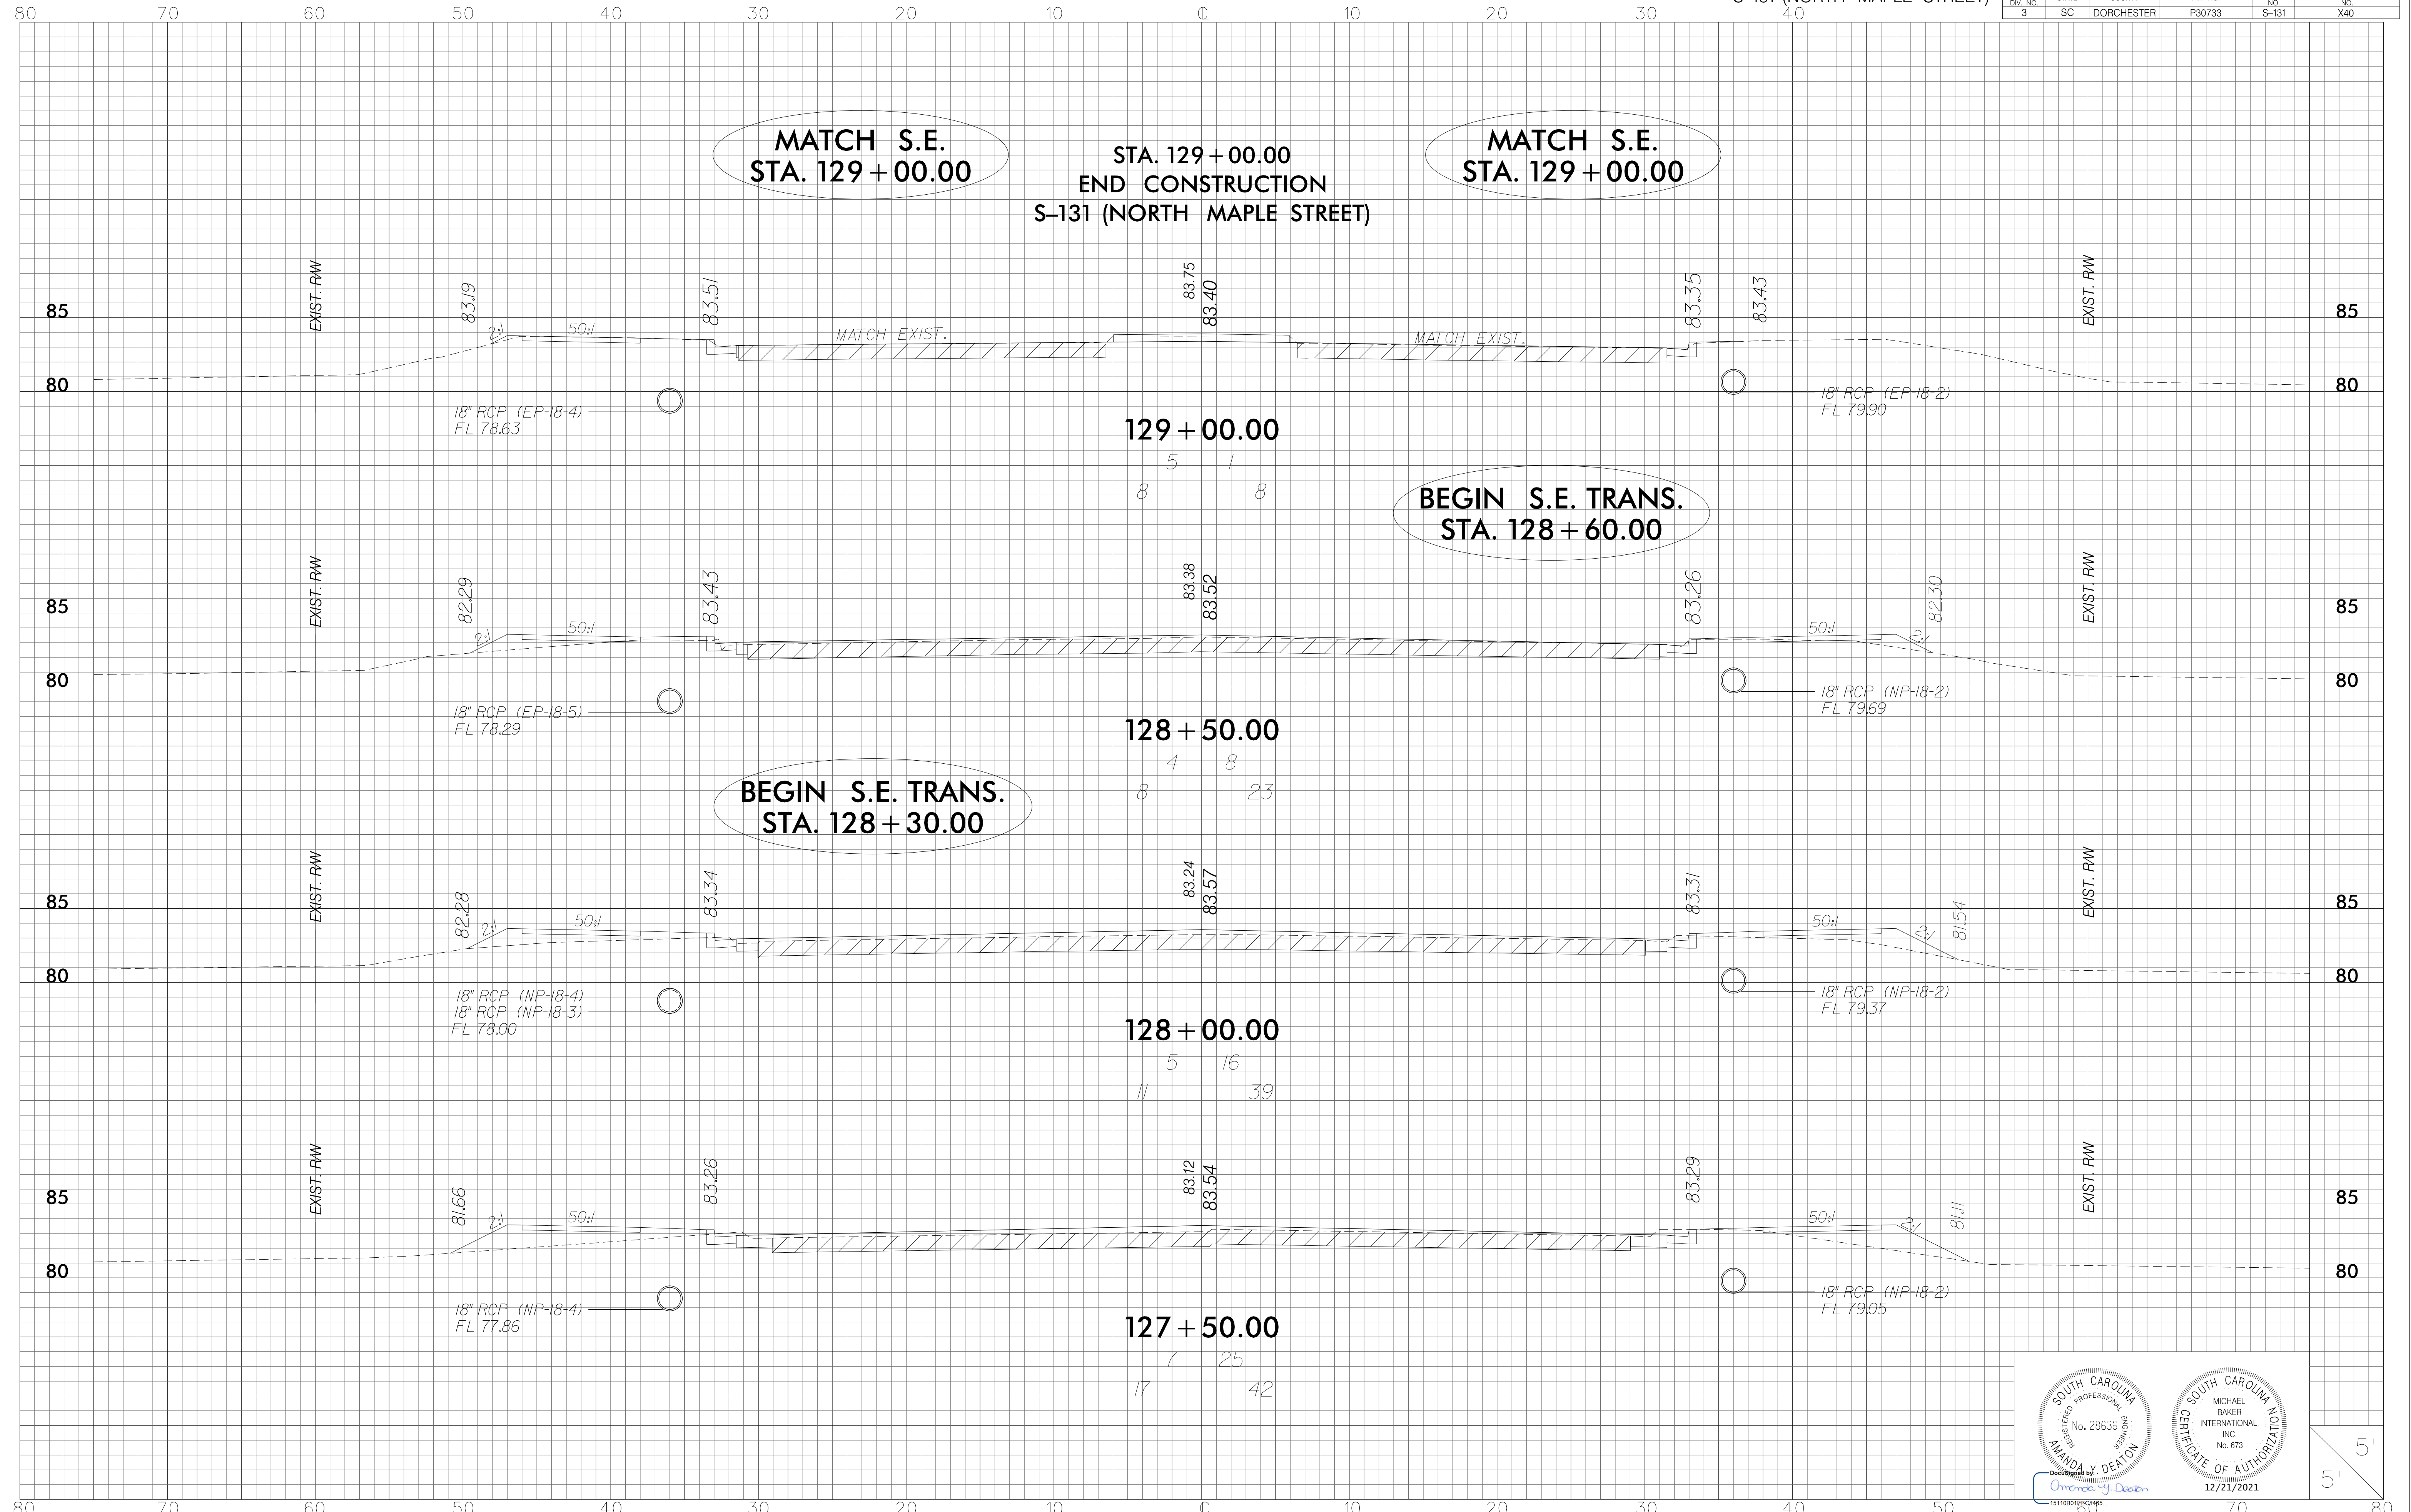 80 70 60 50 40 30 20 10 ℄ 10 20 30 40
DIV. NO. NO. NO.
3 SC DORCHESTER P30733 S–131 X40
MATCH S.E.
STA. 129+00.00
STA. 129+00.00
END CONSTRUCTION
S–131 (NORTH MAPLE STREET)
MATCH S.E.
STA. 129+00.00
EXIST. R/W
83.19
83.51
83.75
83.40
83.35
83.43
EXIST. R/W
85
85
2:1
50:1
MATCH EXIST.
MATCH EXIST.
80
80
18" RCP (EP-18-4)
FL 78.63
18" RCP (EP-18-2)
FL 79.90
129+00.00
5 1
8 8
BEGIN S.E. TRANS.
STA. 128+60.00
EXIST. R/W
82.29
83.43
83.38
83.52
83.26
82.30
EXIST. R/W
85
85
2:1
50:1
50:1
2:1
80
80
18" RCP (EP-18-5)
FL 78.29
18" RCP (NP-18-2)
FL 79.69
128+50.00
4 8
8 23
BEGIN S.E. TRANS.
STA. 128+30.00
EXIST. R/W
82.28
83.34
83.24
83.57
83.31
81.54
EXIST. R/W
85
85
2:1
50:1
50:1
2:1
80
80
18" RCP (NP-18-4)
18" RCP (NP-18-3)
FL 78.00
18" RCP (NP-18-2)
FL 79.37
128+00.00
5 16
11 39
EXIST. R/W
81.66
83.26
83.12
83.54
83.29
81.11
EXIST. R/W
85
85
2:1
50:1
50:1
2:1
80
80
18" RCP (NP-18-4)
FL 77.86
18" RCP (NP-18-2)
FL 79.05
127+50.00
7 25
17 42
SOUTH CAROLINA
REGISTERED PROFESSIONAL ENGINEER
No. 28636
AMANDA Y DEATON
SOUTH CAROLINA
MICHAEL
BAKER
INTERNATIONAL,
INC.
No. 673
CERTIFICATE OF AUTHORIZATION
DocuSigned by:
Amanda Y. Deaton
12/21/2021
5'
5'
80 70 60 50 40 30 20 10 ℄ 10 20 30 40 50 60 70 80